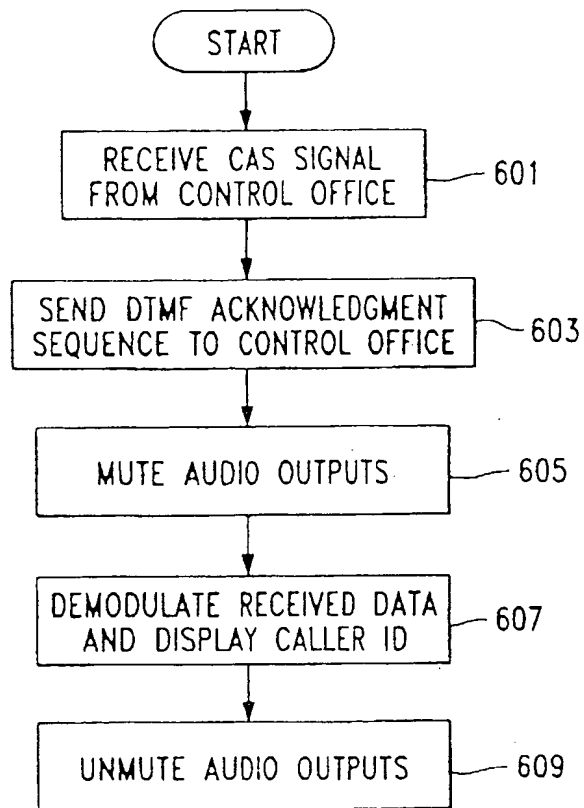 START
RECEIVE CAS SIGNAL
FROM CONTROL OFFICE
601
SEND DTMF ACKNOWLEDGMENT
SEQUENCE TO CONTROL OFFICE
603
MUTE AUDIO OUTPUTS
605
DEMODULATE RECEIVED DATA
AND DISPLAY CALLER ID
607
UNMUTE AUDIO OUTPUTS
609